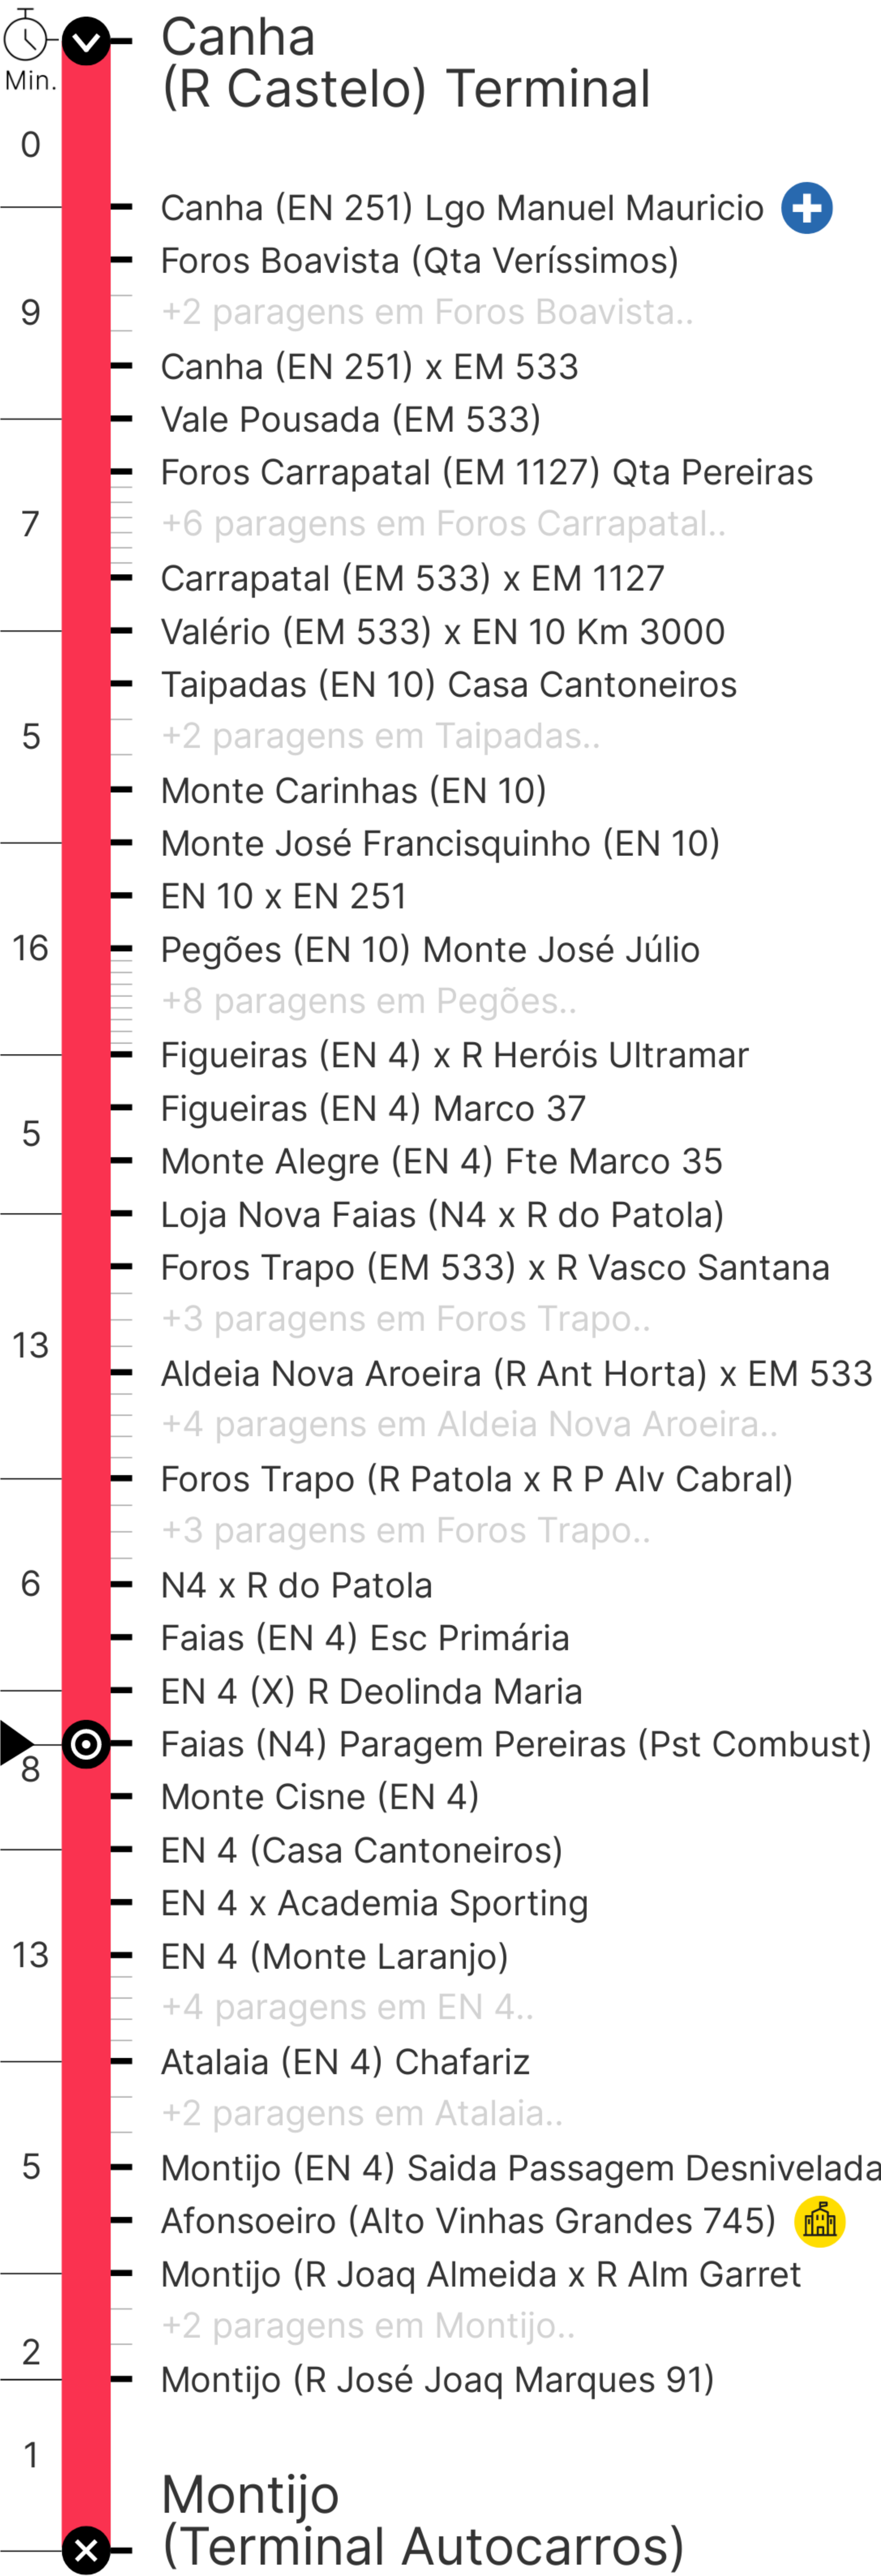 Canha
(R Castelo) Terminal
Min.
0
Canha (EN 251) Lgo Manuel Mauricio
Foros Boavista (Qta Veríssimos)
9
+2 paragens em Foros Boavista..
Canha (EN 251) x EM 533
Vale Pousada (EM 533)
Foros Carrapatal (EM 1127) Qta Pereiras
7
+6 paragens em Foros Carrapatal..
Carrapatal (EM 533) x EM 1127
Valério (EM 533) x EN 10 Km 3000
Taipadas (EN 10) Casa Cantoneiros
5
+2 paragens em Taipadas..
Monte Carinhas (EN 10)
Monte José Francisquinho (EN 10)
EN 10 x EN 251
16
Pegões (EN 10) Monte José Júlio
+8 paragens em Pegões..
Figueiras (EN 4) x R Heróis Ultramar
Figueiras (EN 4) Marco 37
5
Monte Alegre (EN 4) Fte Marco 35
Loja Nova Faias (N4 x R do Patola)
Foros Trapo (EM 533) x R Vasco Santana
+3 paragens em Foros Trapo..
13
Aldeia Nova Aroeira (R Ant Horta) x EM 533
+4 paragens em Aldeia Nova Aroeira..
Foros Trapo (R Patola x R P Alv Cabral)
+3 paragens em Foros Trapo..
6
N4 x R do Patola
Faias (EN 4) Esc Primária
EN 4 (X) R Deolinda Maria
Faias (N4) Paragem Pereiras (Pst Combust)
8
Monte Cisne (EN 4)
EN 4 (Casa Cantoneiros)
EN 4 x Academia Sporting
13
EN 4 (Monte Laranjo)
+4 paragens em EN 4..
Atalaia (EN 4) Chafariz
+2 paragens em Atalaia..
5
Montijo (EN 4) Saida Passagem Desnivelada
Afonsoeiro (Alto Vinhas Grandes 745)
Montijo (R Joaq Almeida x R Alm Garret
+2 paragens em Montijo..
2
Montijo (R José Joaq Marques 91)
1
Montijo
(Terminal Autocarros)